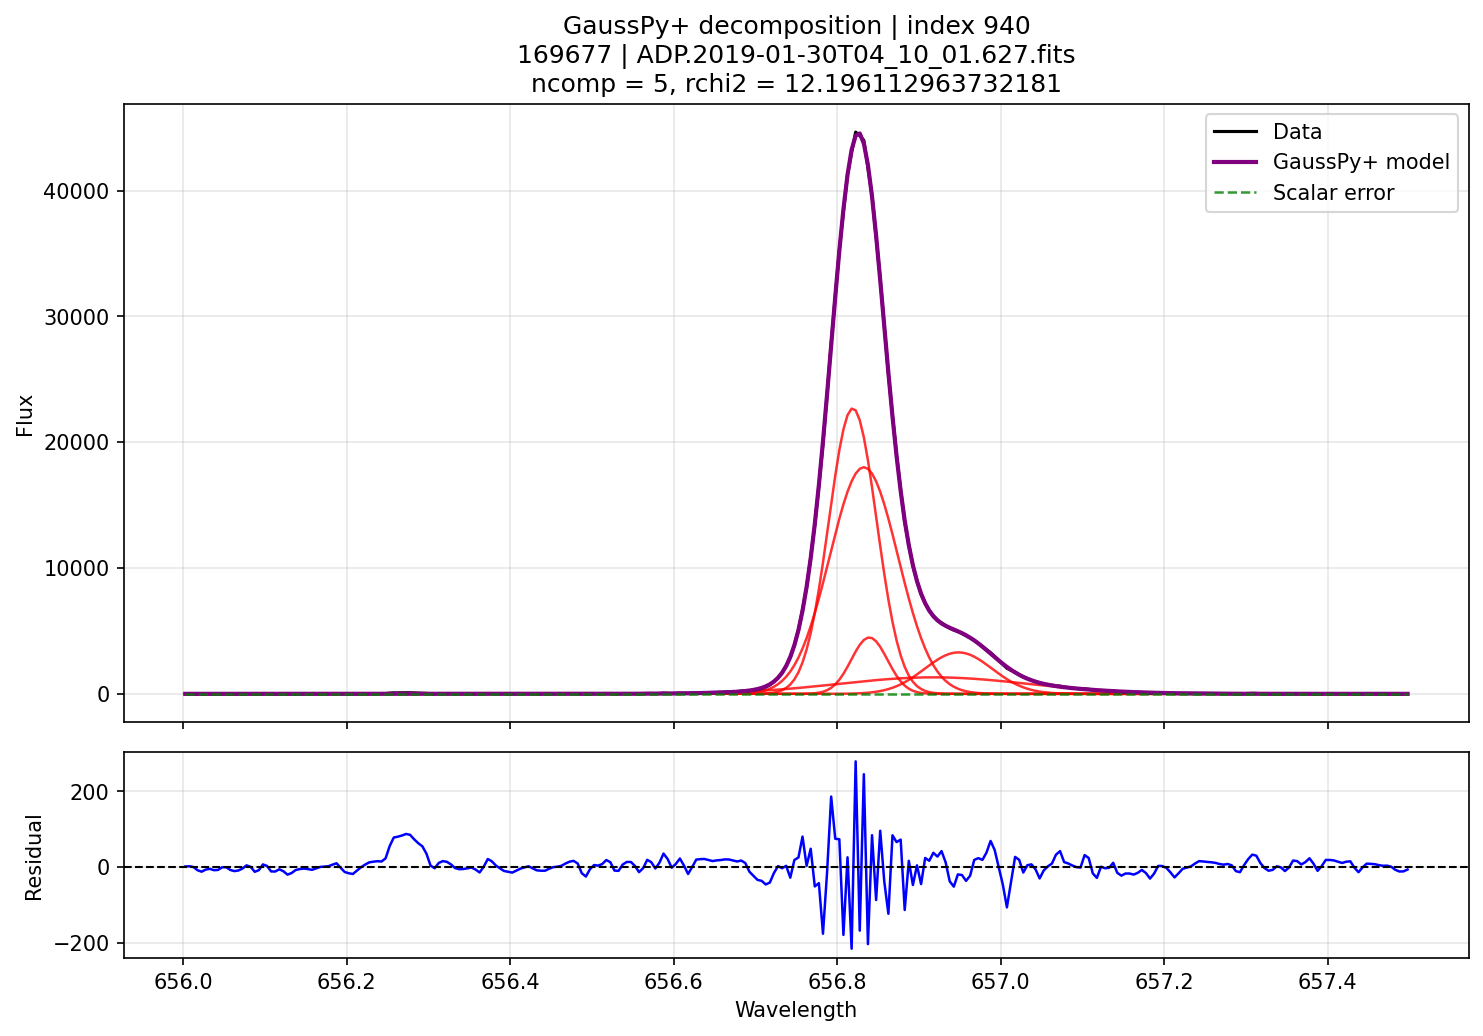 GaussPy+ decomposition | index 940
169677 | ADP.2019-01-30T04_10_01.627.fits
ncomp = 5, rchi2 = 12.196112963732181
Data
GaussPy+ model
Scalar error
Flux
40000
30000
20000
10000
0
Residual
200
0
−200
656.0 656.2 656.4 656.6 656.8 657.0 657.2 657.4
Wavelength